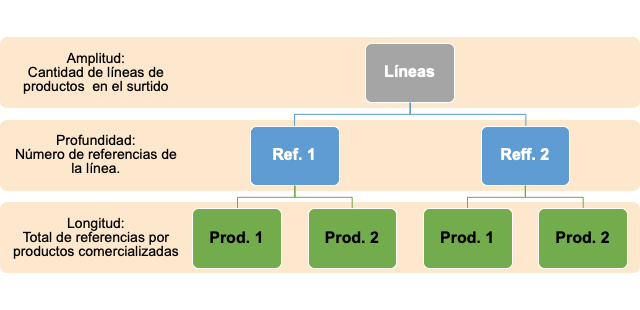 Amplitud:
Cantidad de líneas de
productos en el surtido
Líneas
Profundidad:
Número de referencias de
la línea.
Ref. 1
Reff. 2
Longitud:
Total de referencias por
productos comercializadas
Prod. 1
Prod. 2
Prod. 1
Prod. 2